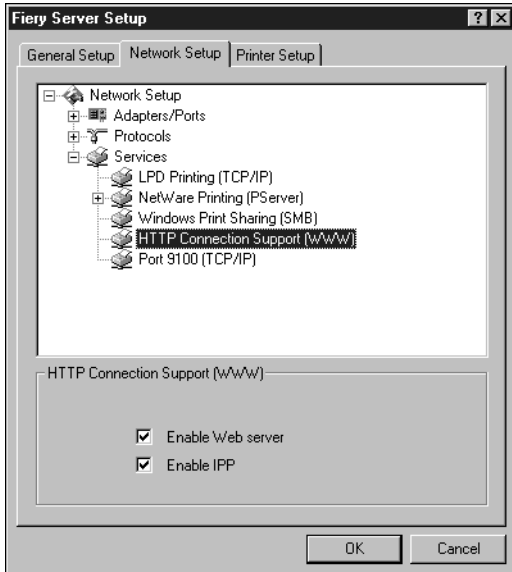 Fiery Server Setup
General Setup Network Setup Printer Setup
Network Setup
Adapters/Ports
Protocols
Services
LPD Printing (TCP/IP)
NetWare Printing (PServer)
Windows Print Sharing (SMB)
HTTP Connection Support (WWW)
Port 9100 (TCP/IP)
HTTP Connection Support (WWW)
Enable Web server
Enable IPP
OK Cancel